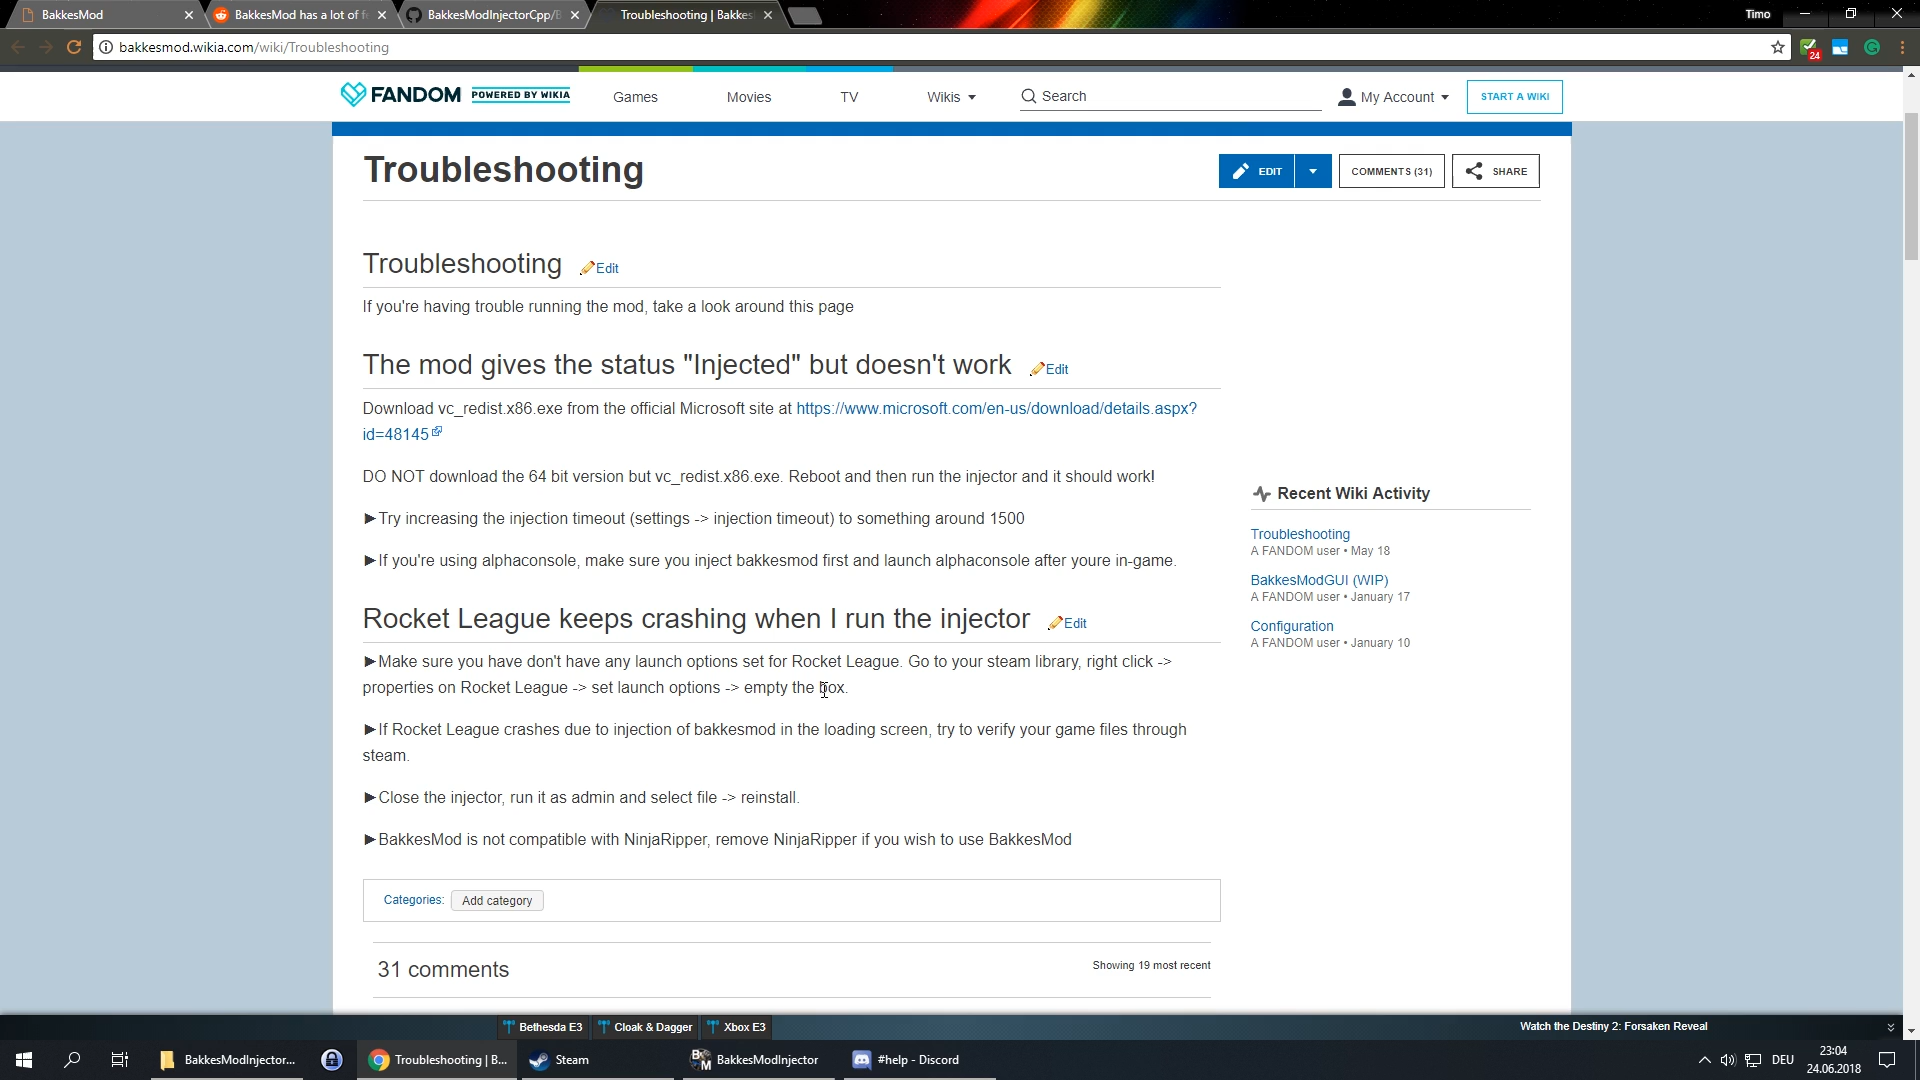 BakkesMod
BakkesMod has a lot of f
BakkesModInjectorCpp/B
Troubleshooting | Bakkes
Timo
bakkesmod.wikia.com/wiki/Troubleshooting
24
FANDOM POWERED BY WIKIA
Games
Movies
TV
Wikis
Search
My Account
START A WIKI
Troubleshooting
EDIT
COMMENTS (31)
SHARE
Troubleshooting Edit
If you're having trouble running the mod, take a look around this page
The mod gives the status "Injected" but doesn't work Edit
Download vc_redist.x86.exe from the official Microsoft site at https://www.microsoft.com/en-us/download/details.aspx?
id=48145
DO NOT download the 64 bit version but vc_redist.x86.exe. Reboot and then run the injector and it should work!
►Try increasing the injection timeout (settings -> injection timeout) to something around 1500
►If you're using alphaconsole, make sure you inject bakkesmod first and launch alphaconsole after youre in-game.
Rocket League keeps crashing when I run the injector Edit
►Make sure you have don't have any launch options set for Rocket League. Go to your steam library, right click ->
properties on Rocket League -> set launch options -> empty the box.
►If Rocket League crashes due to injection of bakkesmod in the loading screen, try to verify your game files through
steam.
►Close the injector, run it as admin and select file -> reinstall.
►BakkesMod is not compatible with NinjaRipper, remove NinjaRipper if you wish to use BakkesMod
Categories: Add category
31 comments
Showing 19 most recent
Recent Wiki Activity
Troubleshooting
A FANDOM user • May 18
BakkesModGUI (WIP)
A FANDOM user • January 17
Configuration
A FANDOM user • January 10
Bethesda E3
Cloak & Dagger
Xbox E3
Watch the Destiny 2: Forsaken Reveal
BakkesModInjector...
Troubleshooting | B...
Steam
BakkesModInjector
#help - Discord
DEU
23:04
24.06.2018